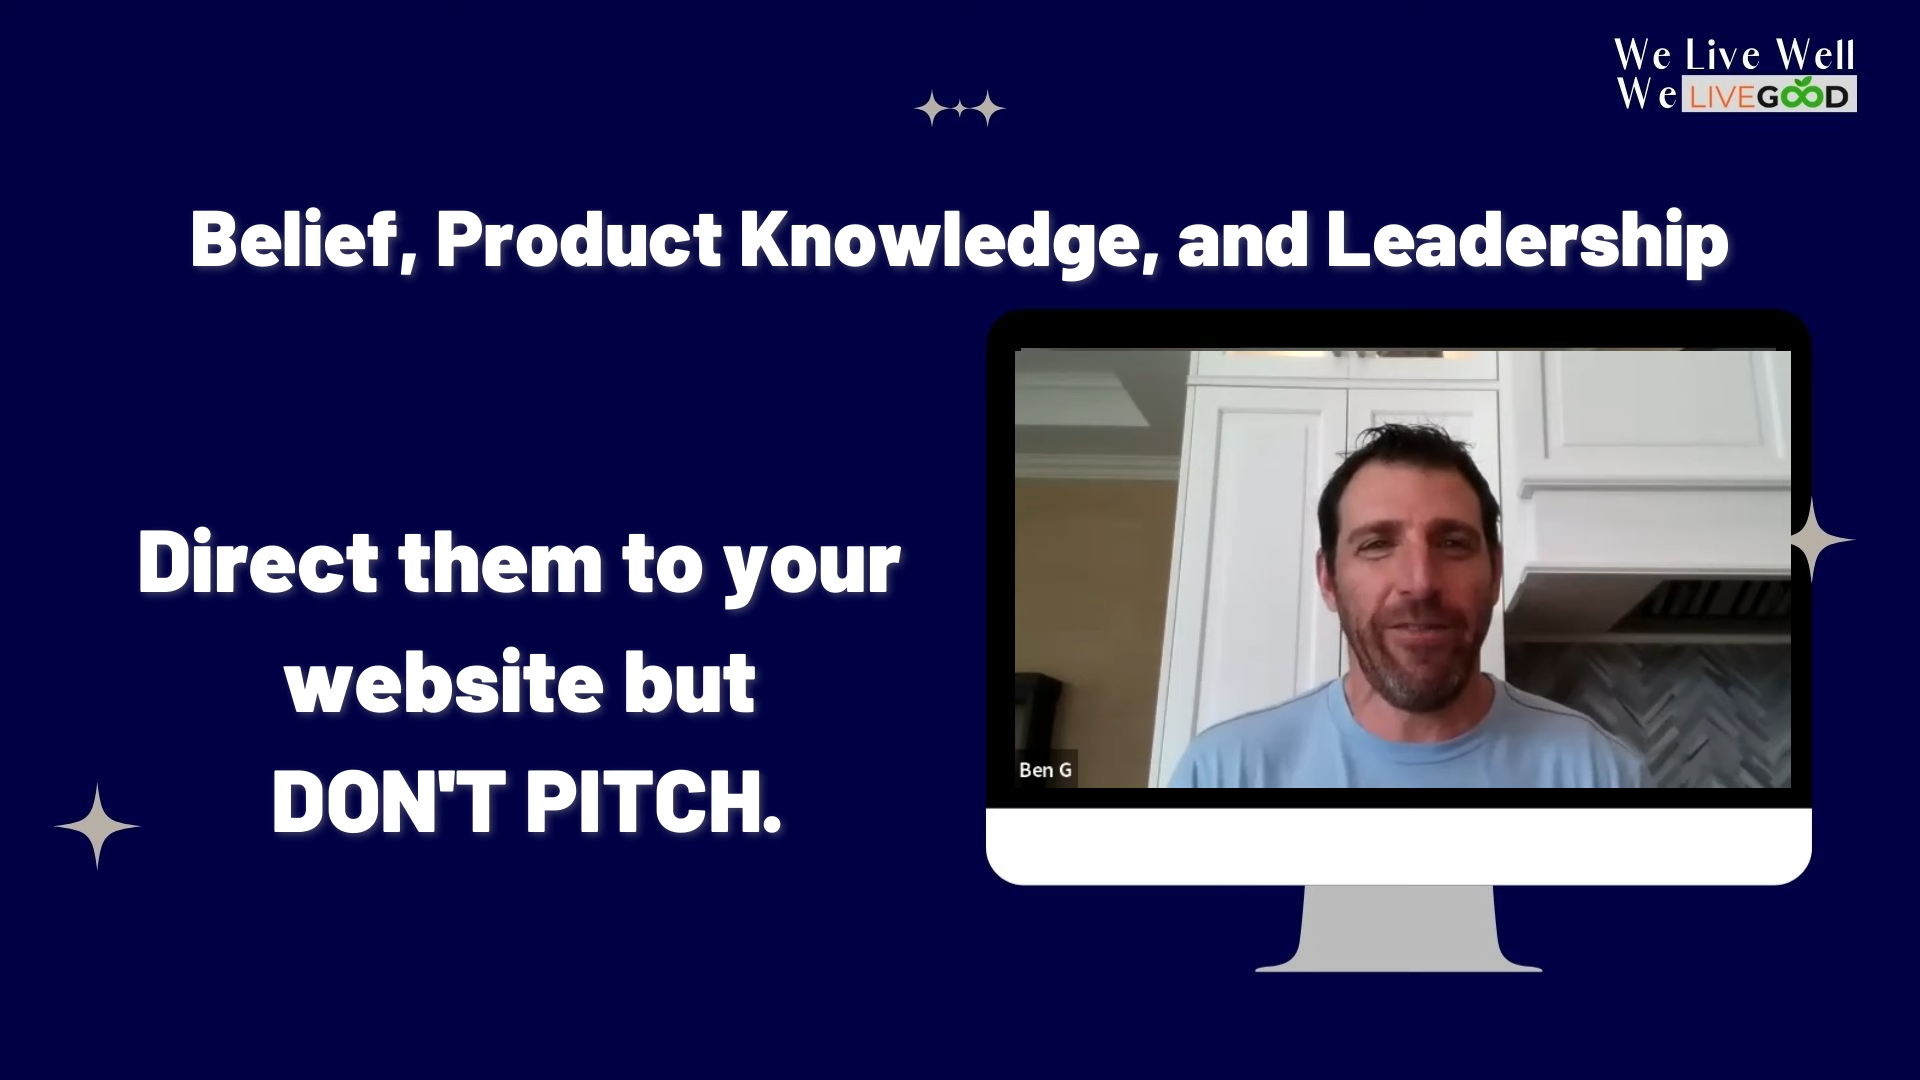 We Live Well
We LIVEGOOD
Belief, Product Knowledge, and Leadership
Direct them to your
website but
DON'T PITCH.
Ben G